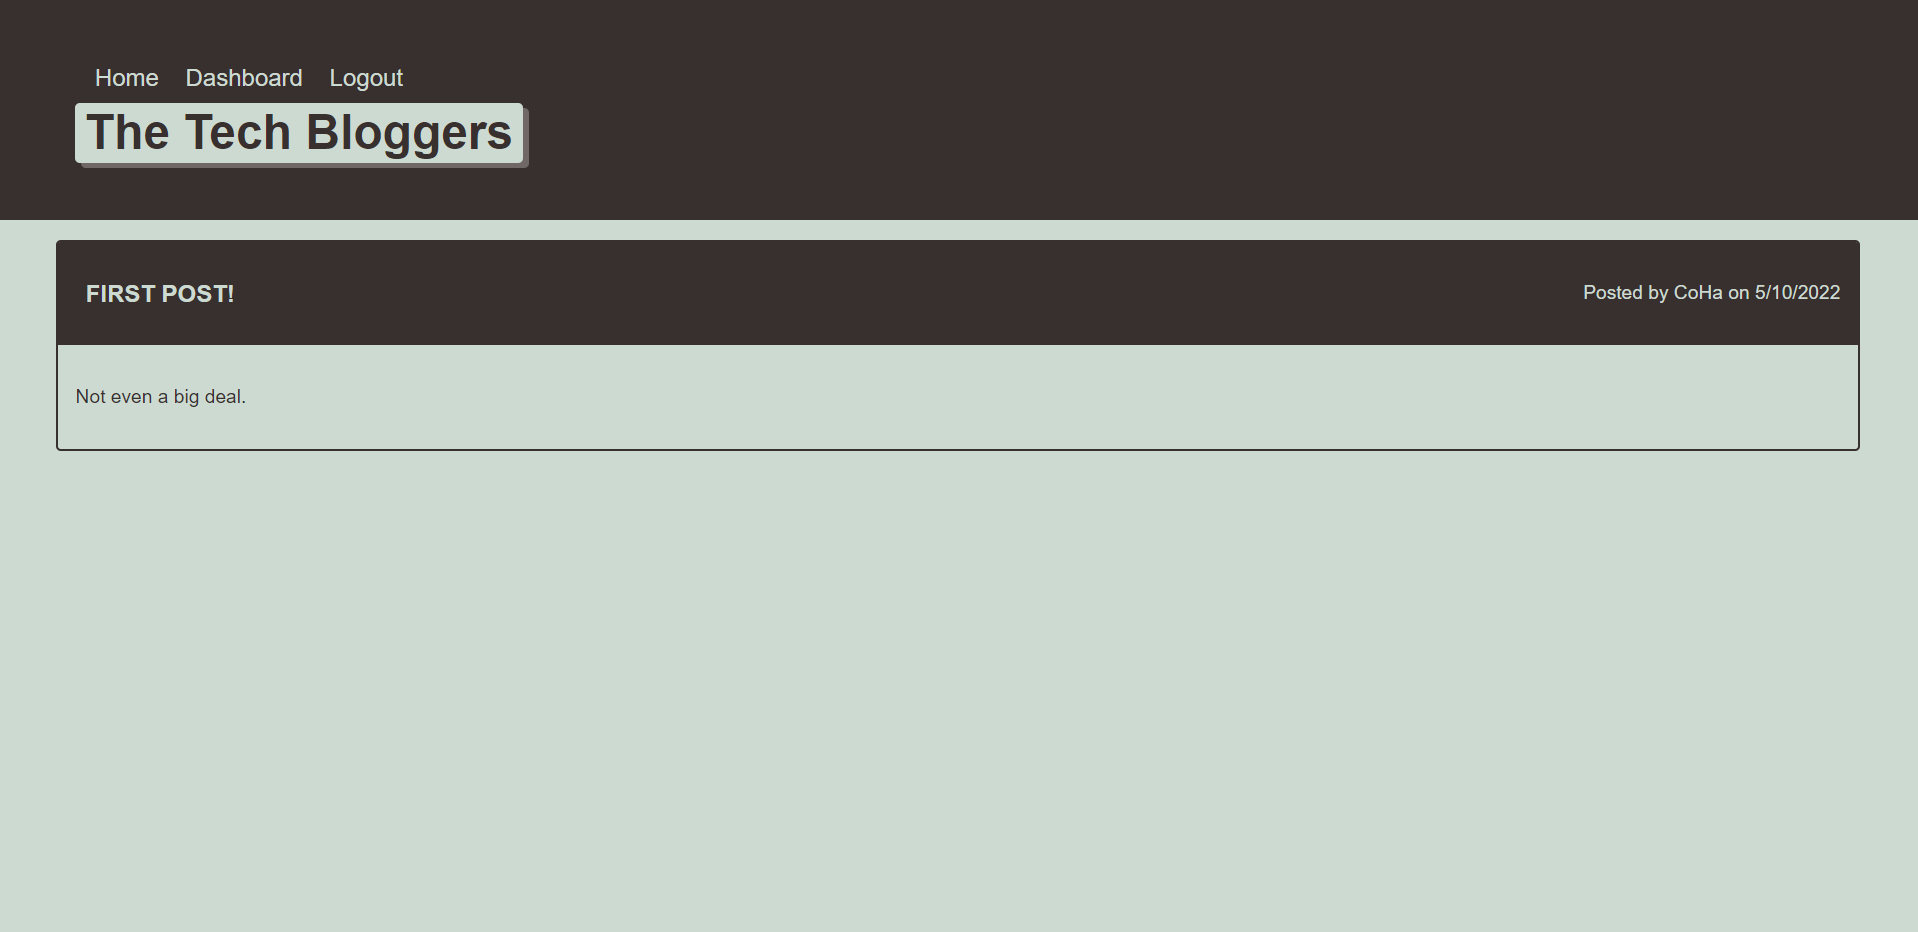 Home Dashboard Logout
The Tech Bloggers
FIRST POST!
Posted by CoHa on 5/10/2022
Not even a big deal.